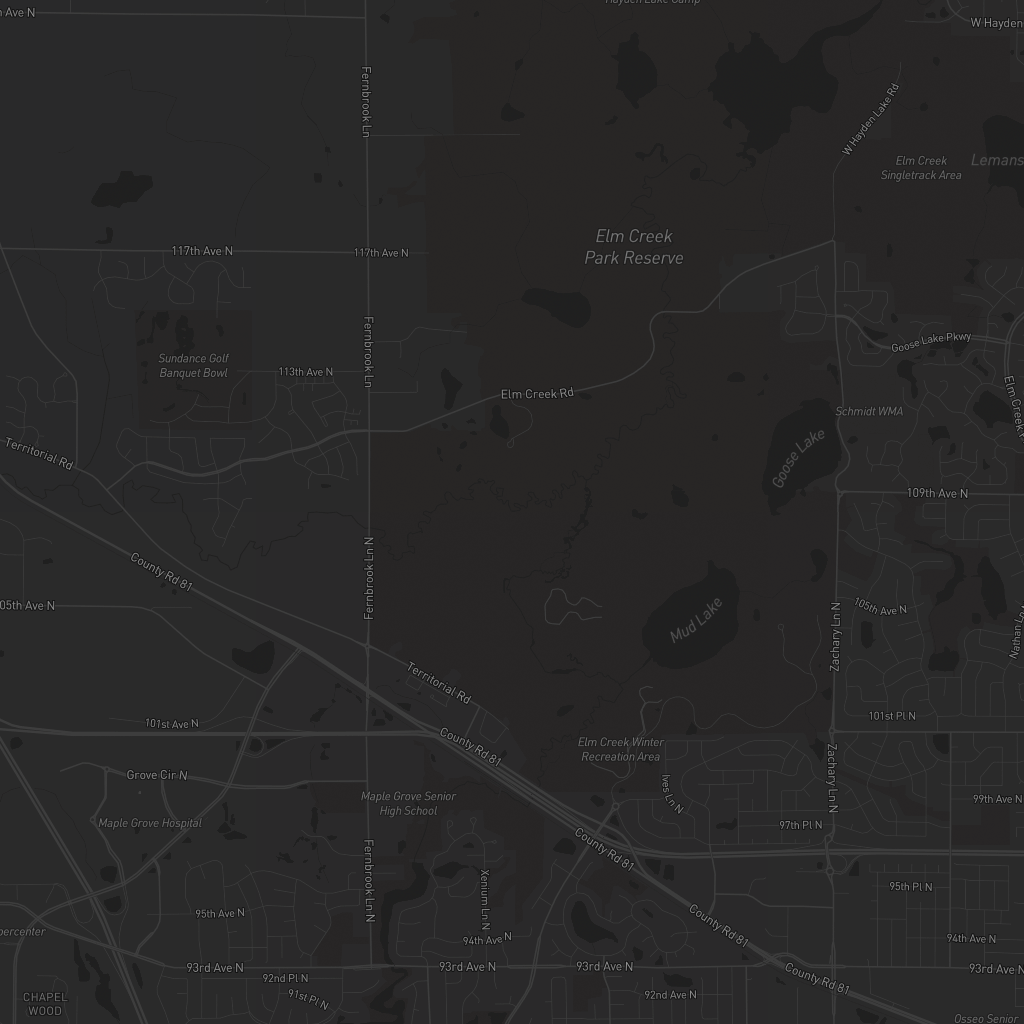 Ave N
W Hayden
Fernbrook Ln
W Hayden Lake Rd
Elm Creek
Singletrack Area
Lemans
Elm Creek
Park Reserve
117th Ave N
117th Ave N
Fernbrook Ln
Sundance Golf
Banquet Bowl
113th Ave N
Goose Lake Pkwy
Elm Creek
Elm Creek Rd
Schmidt WMA
Goose Lake
Territorial Rd
109th Ave N
County Rd 81
Fernbrook Ln N
05th Ave N
105th Ave N
Mud Lake
Zachary Ln N
Nathan Ln
Territorial Rd
101st Ave N
101st Pl N
County Rd 81
Elm Creek Winter
Recreation Area
Zachary Ln N
Grove Cir N
Ives Ln N
Maple Grove Senior
High School
99th Ave N
Maple Grove Hospital
97th Pl N
County Rd 81
Fernbrook Ln N
Xenium Ln N
95th Pl N
95th Ave N
County Rd 81
percenter
94th Ave N
94th Ave N
93rd Ave N
93rd Ave N
93rd Ave N
93rd Ave N
92nd Pl N
County Rd 81
91st Pl N
92nd Ave N
CHAPEL
WOOD
Osseo Senior